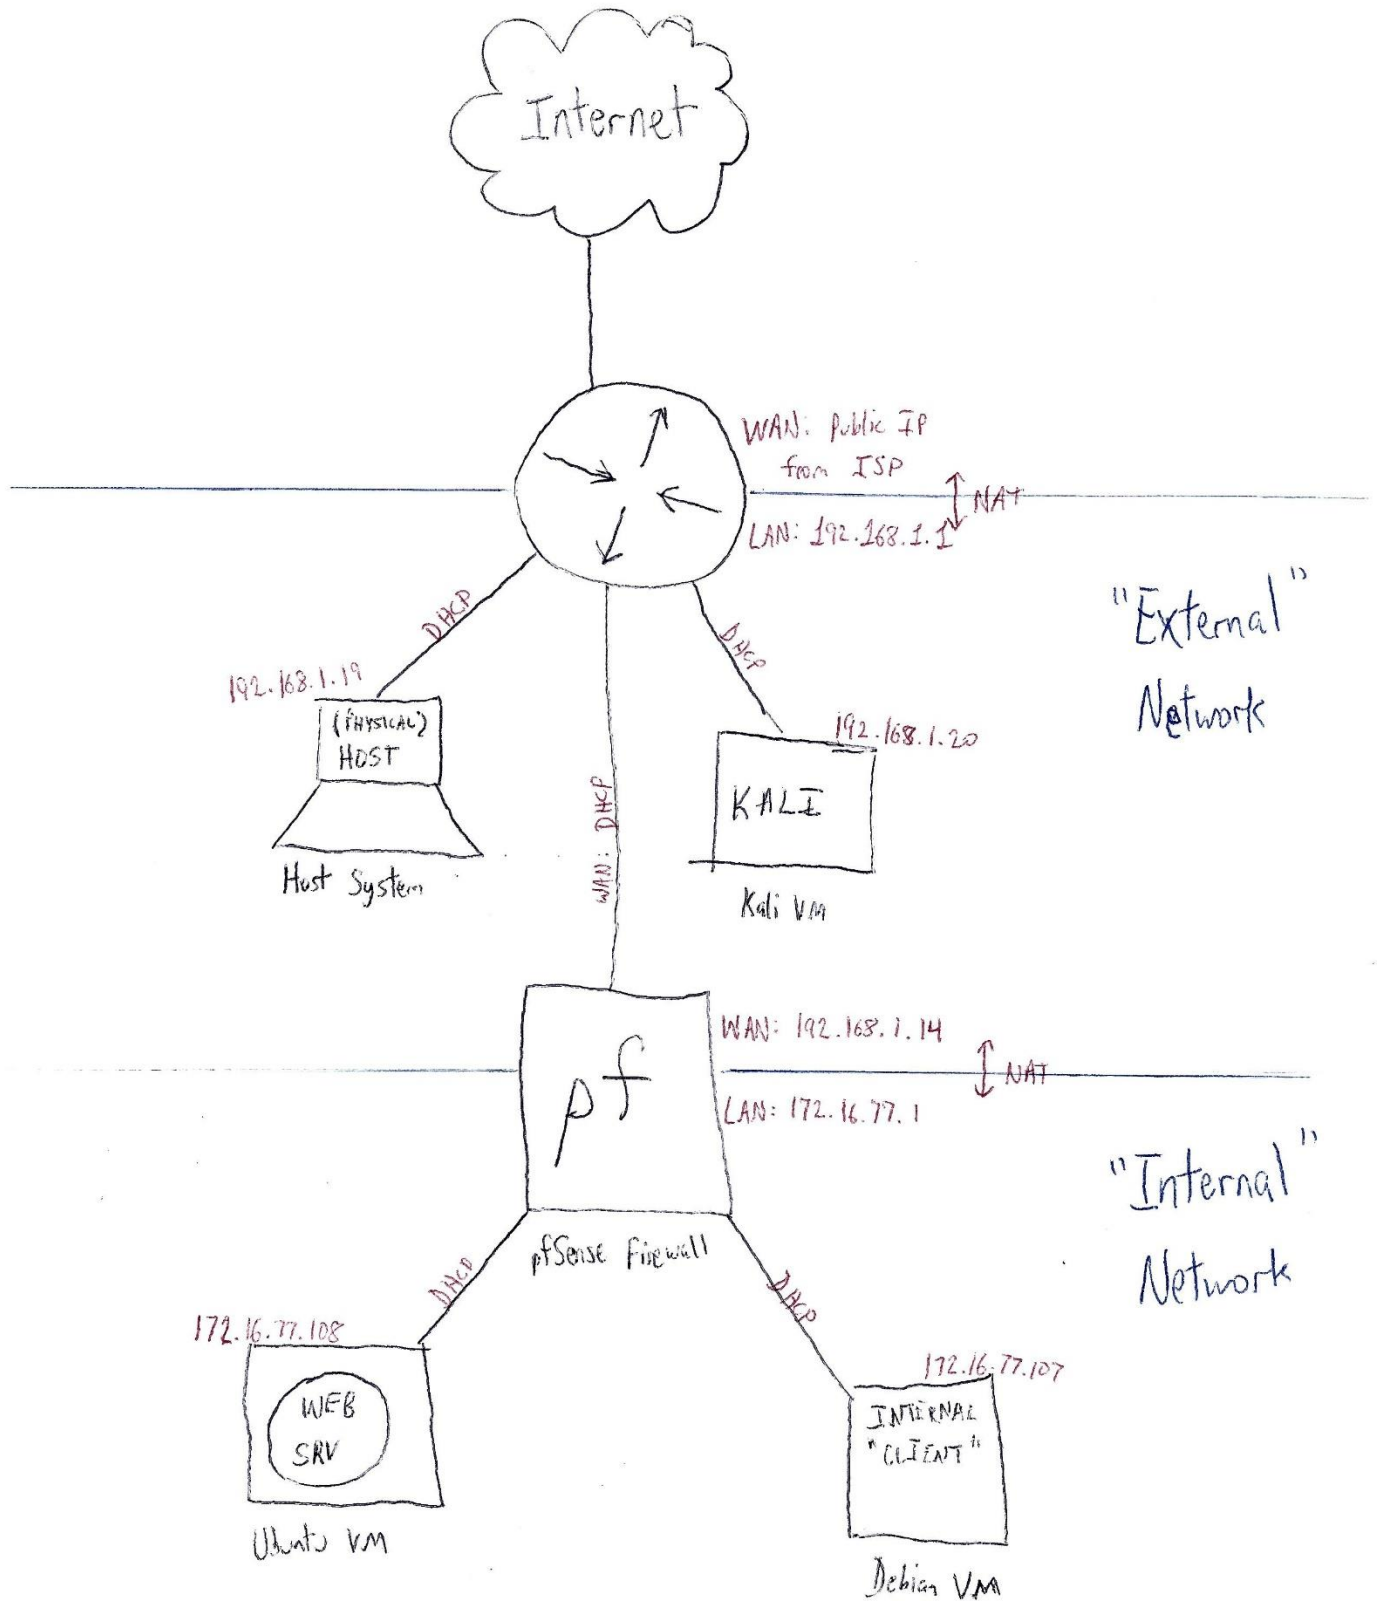 Internet
WAN: Public IP
from ISP
NAT
LAN: 192.168.1.1
"External"
Network
DHCP
DHCP
192.168.1.19
(PHYSICAL)
HOST
Host System
192.168.1.20
KALI
Kali VM
WAN: DHCP
WAN: 192.168.1.14
NAT
LAN: 172.16.77.1
pf
pfSense Firewall
"Internal"
Network
DHCP
DHCP
172.16.77.108
WEB
SRV
Ubuntu VM
172.16.77.107
INTERNAL
"CLIENT"
Debian VM